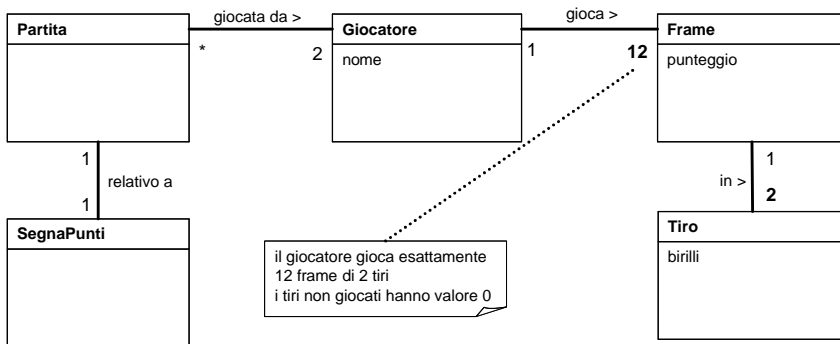 giocata da >
gioca >
Partita
Giocatore
Frame
*
2
nome
1
12
punteggio
1
relativo a
1
1
in >
2
SegnaPunti
Tiro
birilli
il giocatore gioca esattamente
12 frame di 2 tiri
i tiri non giocati hanno valore 0